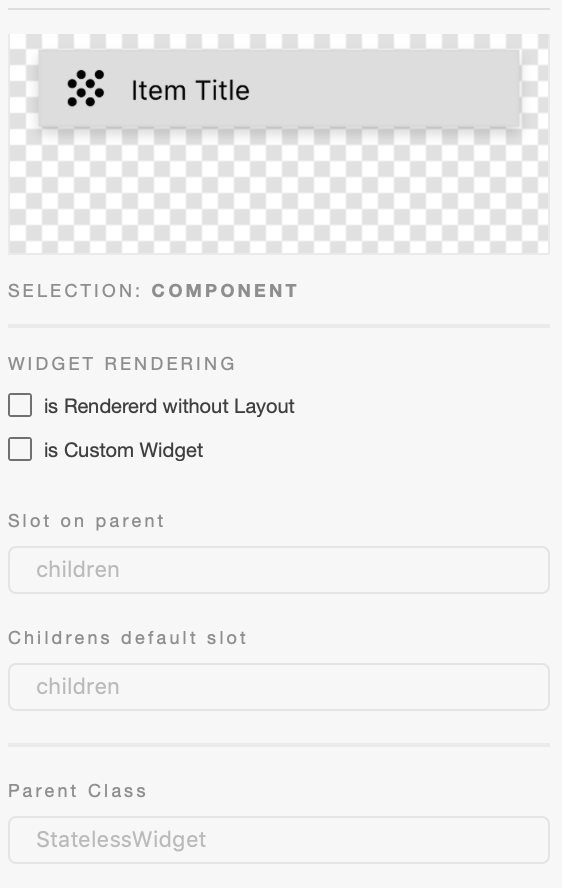 Item Title
SELECTION: COMPONENT
WIDGET RENDERING
is Rendererd without Layout
is Custom Widget
Slot on parent
children
Childrens default slot
children
Parent Class
StatelessWidget